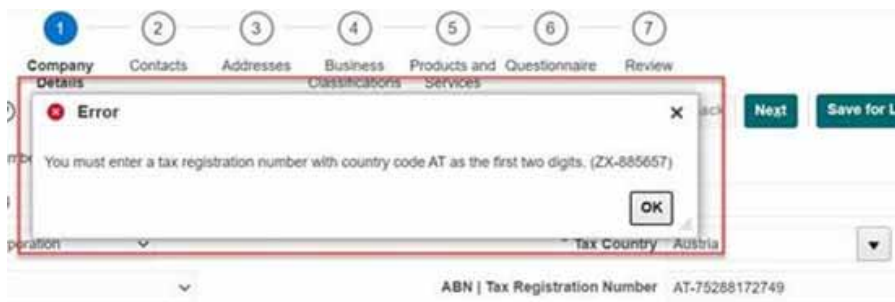 1 2 3 4 5 6 7
Company Details Contacts Addresses Business Classifications Products and Services Questionnaire Review
Error
Next
Save for L
You must enter a tax registration number with country code AT as the first two digits. (ZX-885657)
OK
Tax Country Austria
ABN | Tax Registration Number AT-75288172749